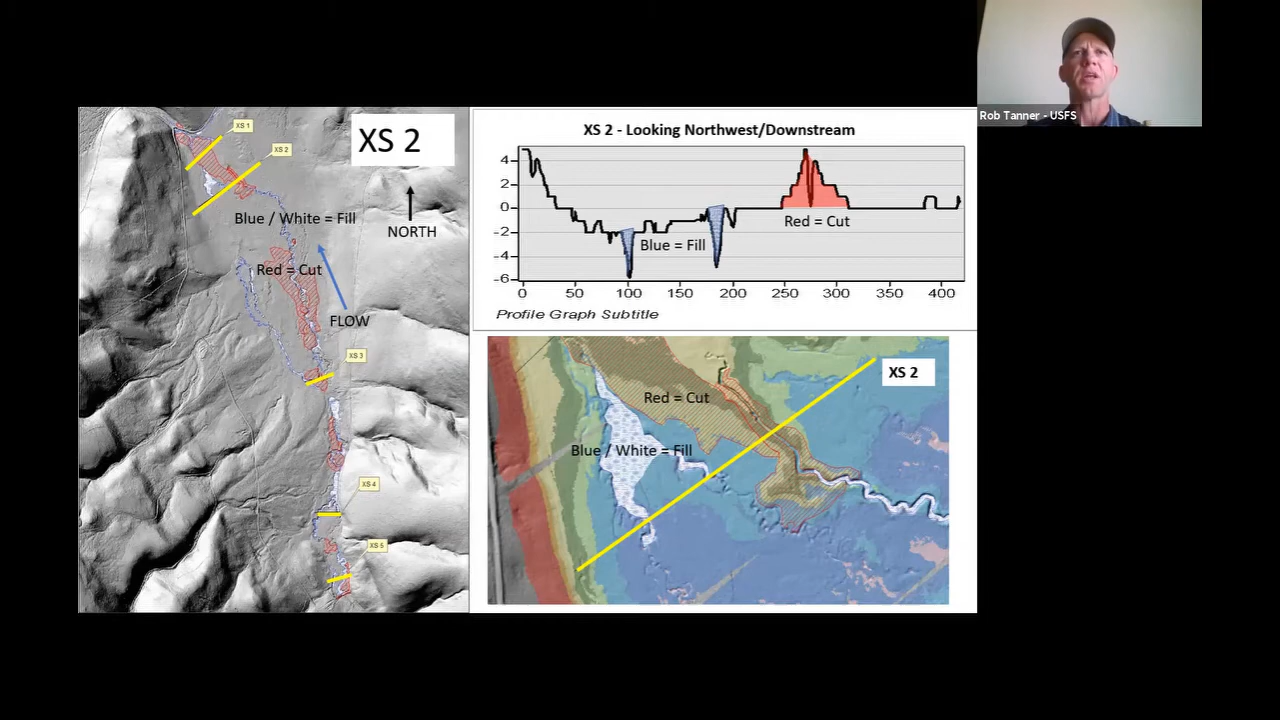 Rob Tanner - USFS
XS 2
XS 1
XS 2
NORTH
Blue / White = Fill
Red = Cut
FLOW
XS 3
XS 4
XS 5
XS 2 - Looking Northwest/Downstream
4
2
0
-2
-4
-6
Red = Cut
Blue = Fill
0 50 100 150 200 250 300 350 400
Profile Graph Subtitle
XS 2
Red = Cut
Blue / White = Fill